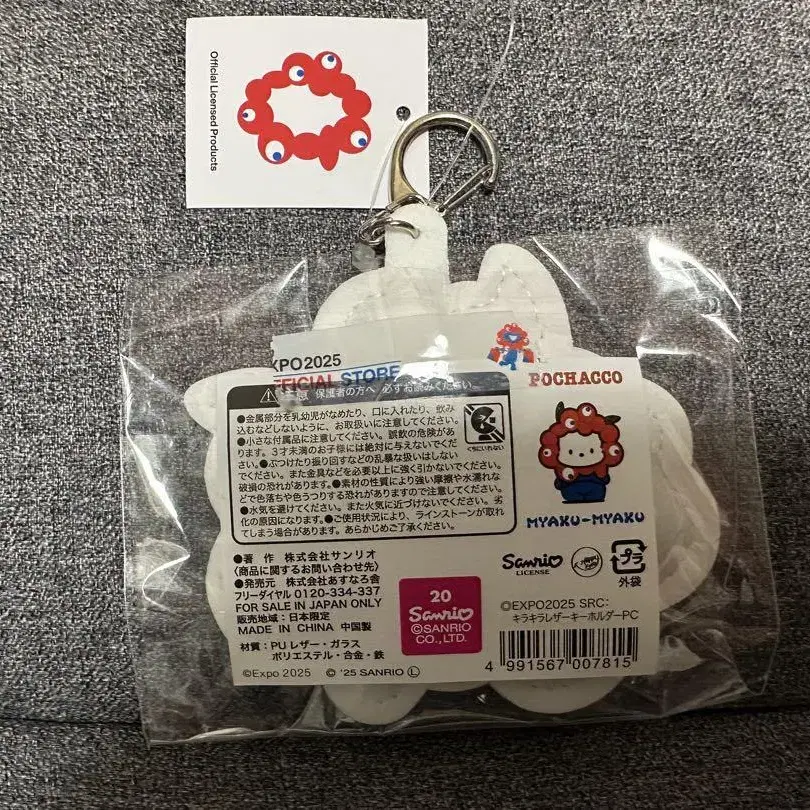 Official Licensed Products
XPO2025
FFICIAL STORE
注意 保護者の方へ 必ずお読みください
●金属部分を乳幼児がなめたり、口に入れたり、飲み
込むなどしないように、お取扱いに注意してください。
●小さな付属品に注意してください。誤飲の危険があ
ります。3才未満のお子様には絶対に与えないでくだ
さい。●ぶつけたり振り回すなどの乱暴な扱いはしない
でください。また金具などを必要以上に強く引かないでください。
破損の恐れがあります。●素材の性質により強い摩擦や水濡れな
どで色落ちや色うつりする恐れがありますので注意してください。
●水気を避けてください。また火気に近づけないでください。劣
化の原因になります。●ご使用状況により、ラインストーンが取れ
てしまう場合があります。あらかじめご了承ください。
くちにいれない
POCHACCO
MYAKU-MYAKU
●著 作 株式会社サンリオ
〈商品に関するお問い合わせ先〉
●発売元 株式会社あすなろ舎
フリーダイヤル 0120-334-337
FOR SALE IN JAPAN ONLY
販売地域：日本限定
MADE IN CHINA 中国製
材質：PU レザー・ガラス
ポリエステル・合金・鉄
©Expo 2025 © '25 SANRIO Ⓛ
20
Sanrio
©SANRIO
CO.,LTD.
Sanrio
LICENSE
プラ
外袋
©EXPO2025 SRC:
キラキラレザーキーホルダーPC
4 991567 007815